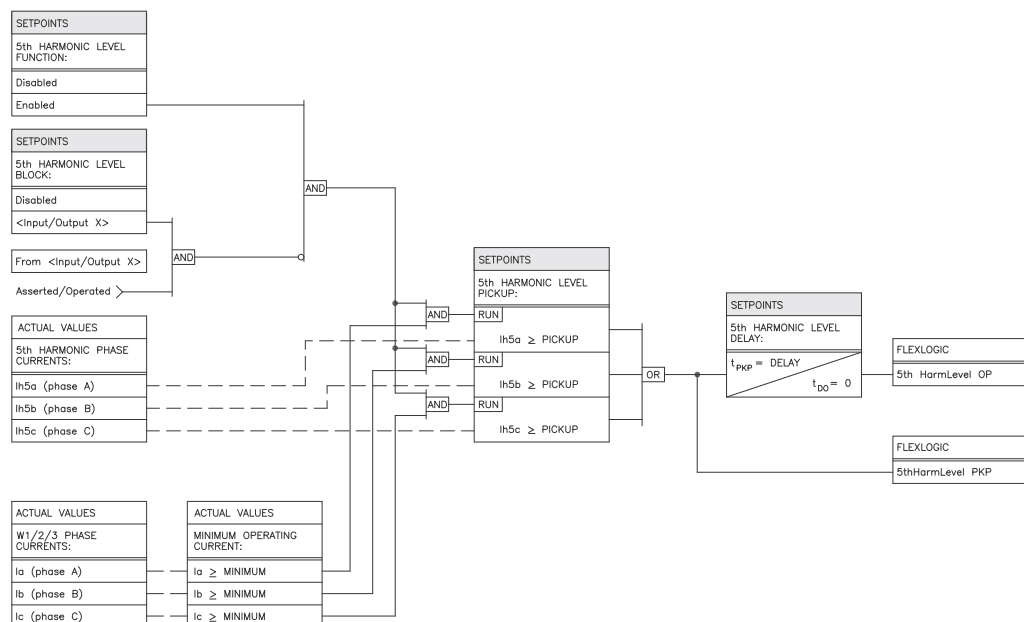 SETPOINTS
5th HARMONIC LEVEL
FUNCTION:
Disabled
Enabled
SETPOINTS
5th HARMONIC LEVEL
BLOCK:
Disabled
<Input/Output X>
From <Input/Output X>
Asserted/Operated
AND
AND
ACTUAL VALUES
5th HARMONIC PHASE
CURRENTS:
Ih5a (phase A)
Ih5b (phase B)
Ih5c (phase C)
ACTUAL VALUES
W1/2/3 PHASE
CURRENTS:
Ia (phase A)
Ib (phase B)
Ic (phase C)
ACTUAL VALUES
MINIMUM OPERATING
CURRENT:
Ia ≥ MINIMUM
Ib ≥ MINIMUM
Ic ≥ MINIMUM
AND
AND
AND
SETPOINTS
5th HARMONIC LEVEL
PICKUP:
RUN
Ih5a ≥ PICKUP
RUN
Ih5b ≥ PICKUP
RUN
Ih5c ≥ PICKUP
OR
SETPOINTS
5th HARMONIC LEVEL
DELAY:
tPKP = DELAY
tDO = 0
FLEXLOGIC
5th HarmLevel OP
FLEXLOGIC
5thHarmLevel PKP